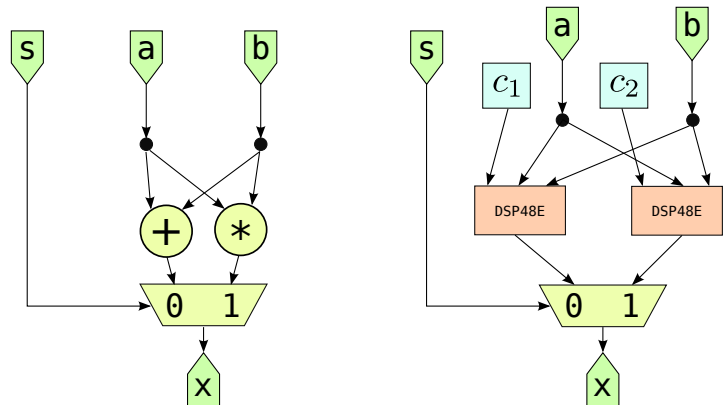 s a b
+ *
0 1
x
s a b
c₁ c₂
DSP48E DSP48E
0 1
x